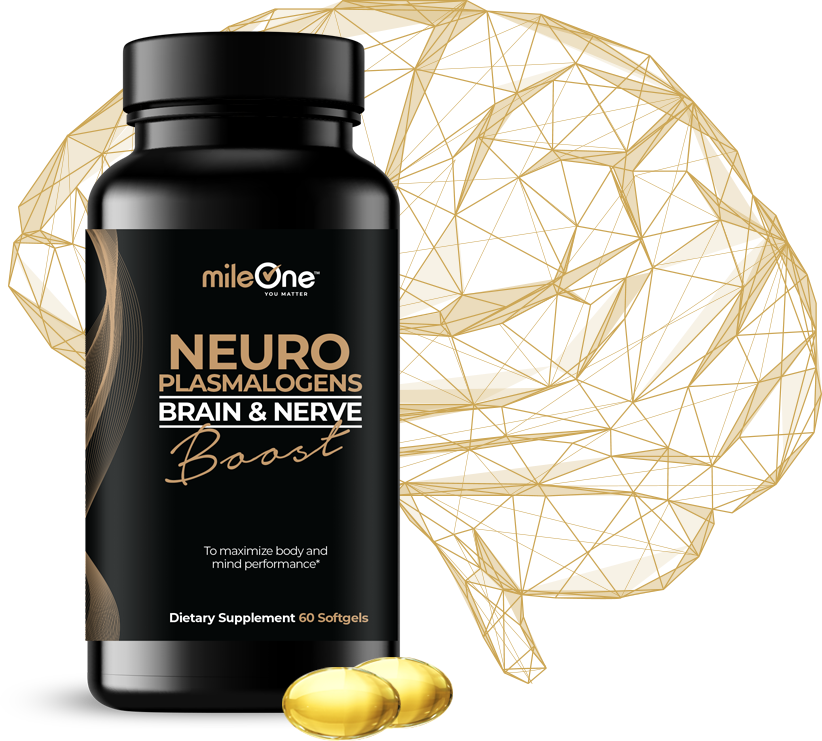 mileOne™
YOU MATTER
NEURO
PLASMALOGENS
BRAIN & NERVE
Boost
To maximize body and
mind performance*
Dietary Supplement 60 Softgels